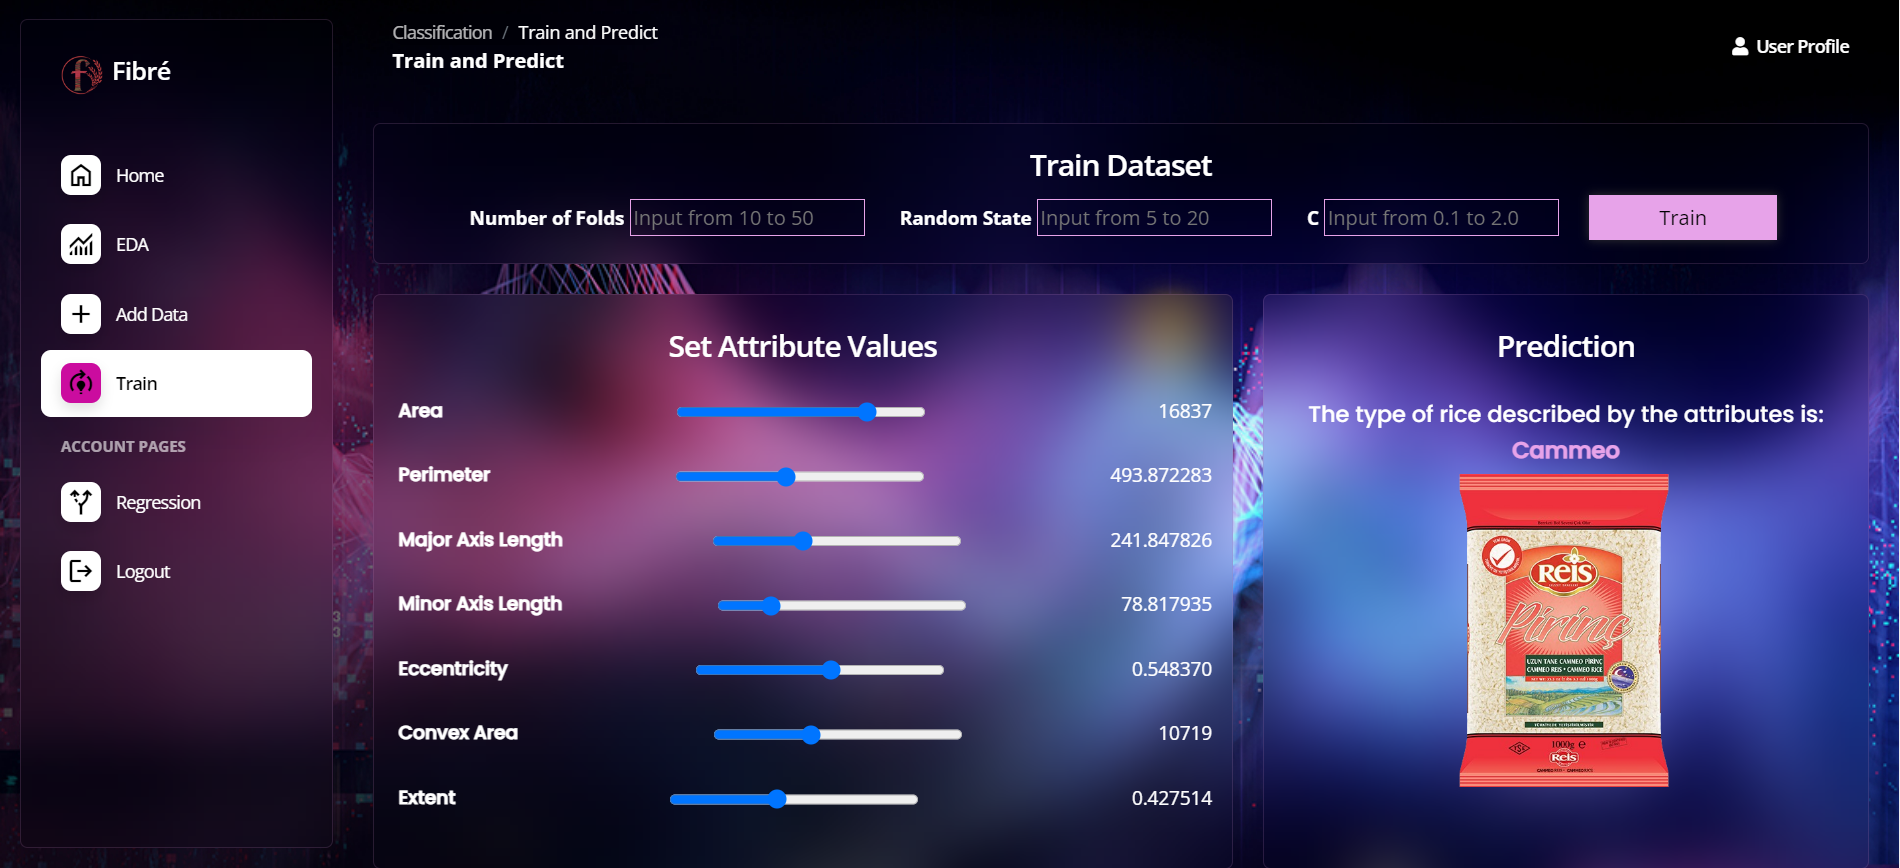 Fibré
Home
EDA
Add Data
Train
ACCOUNT PAGES
Regression
Logout
Classification / Train and Predict
Train and Predict
User Profile
Train Dataset
Number of Folds Input from 10 to 50 Random State Input from 5 to 20 C Input from 0.1 to 2.0 Train
Set Attribute Values
Area 16837
Perimeter 493.872283
Major Axis Length 241.847826
Minor Axis Length 78.817935
Eccentricity 0.548370
Convex Area 10719
Extent 0.427514
Prediction
The type of rice described by the attributes is:
Cammeo
Reis
Pirinç
UZUN TANE CAMMEO PİRİNÇ
CAMMEO REIS • CAMMEO RICE
TSE
1000g e
Reis